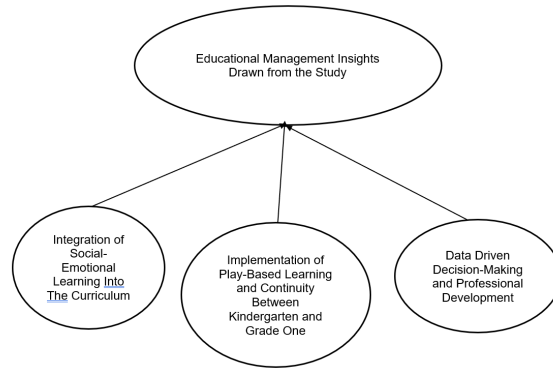 Educational Management Insights
Drawn from the Study
Integration of
Social-
Emotional
Learning Into
The Curriculum
Implementation of
Play-Based Learning
and Continuity
Between
Kindergarten and
Grade One
Data Driven
Decision-Making
and Professional
Development